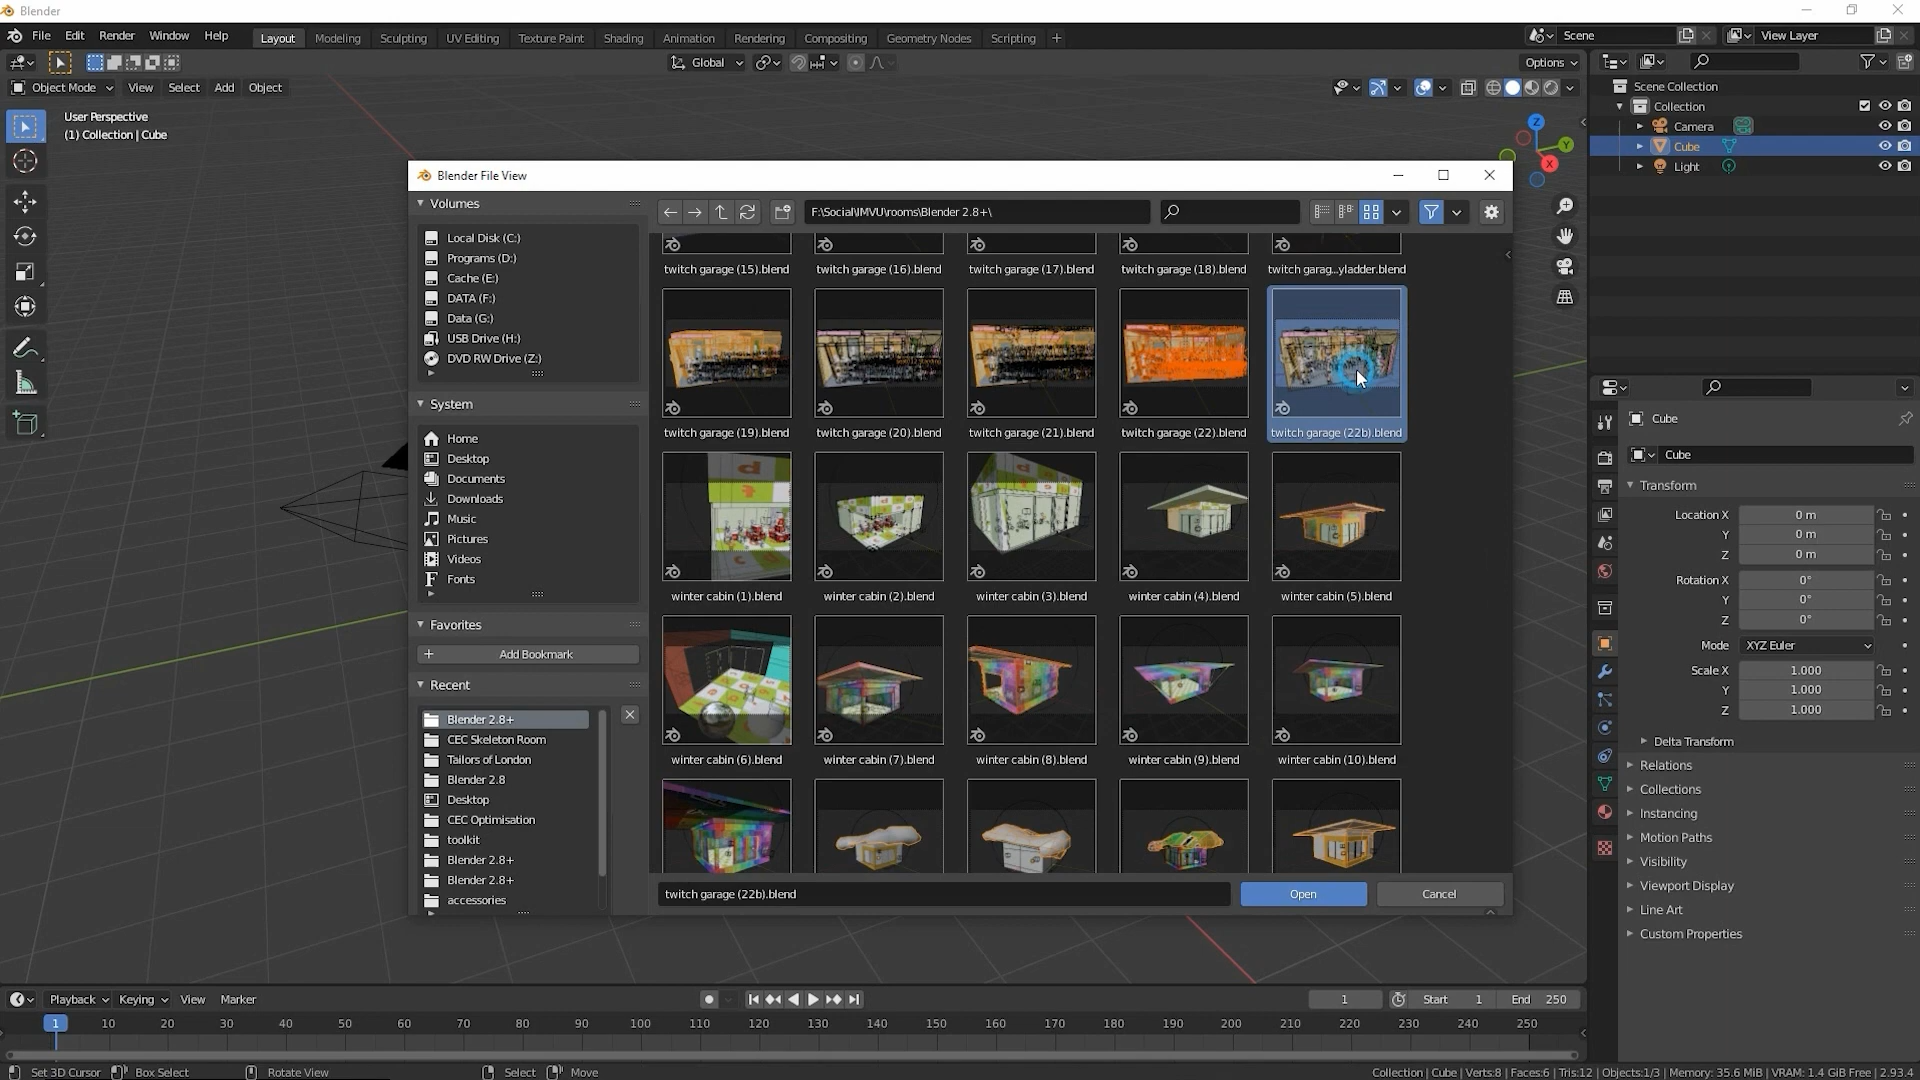 Blender
File Edit Render Window Help Layout Modeling Sculpting UV Editing Texture Paint Shading Animation Rendering Compositing Geometry Nodes Scripting + Scene View Layer
Global Options
Object Mode View Select Add Object
User Perspective
(1) Collection | Cube
Z
Y
X
Scene Collection
Collection
Camera
Cube
Light
Blender File View
Volumes
F:\Social\IMVU\rooms\Blender 2.8+\
Local Disk (C:)
Programs (D:)
Cache (E:)
DATA (F:)
Data (G:)
USB Drive (H:)
DVD RW Drive (Z:)
System
Home
Desktop
Documents
Downloads
Music
Pictures
Videos
Fonts
Favorites
Add Bookmark
Recent
Blender 2.8+
CEC Skeleton Room
Tailors of London
Blender 2.8
Desktop
CEC Optimisation
toolkit
Blender 2.8+
Blender 2.8+
accessories
twitch garage (15).blend twitch garage (16).blend twitch garage (17).blend twitch garage (18).blend twitch garag...yladder.blend
twitch garage (19).blend twitch garage (20).blend twitch garage (21).blend twitch garage (22).blend twitch garage (22b).blend
winter cabin (1).blend winter cabin (2).blend winter cabin (3).blend winter cabin (4).blend winter cabin (5).blend
winter cabin (6).blend winter cabin (7).blend winter cabin (8).blend winter cabin (9).blend winter cabin (10).blend
twitch garage (22b).blend Open Cancel
Cube
Cube
Transform
Location X 0 m
Y 0 m
Z 0 m
Rotation X 0°
Y 0°
Z 0°
Mode XYZ Euler
Scale X 1.000
Y 1.000
Z 1.000
Delta Transform
Relations
Collections
Instancing
Motion Paths
Visibility
Viewport Display
Line Art
Custom Properties
Playback Keying View Marker 1 Start 1 End 250
1 10 20 30 40 50 60 70 80 90 100 110 120 130 140 150 160 170 180 190 200 210 220 230 240 250
Set 3D Cursor Box Select Rotate View Select Move Collection | Cube | Verts:8 | Faces:6 | Tris:12 | Objects:1/3 | Memory: 35.6 MiB | VRAM: 1.4 GiB Free | 2.93.4